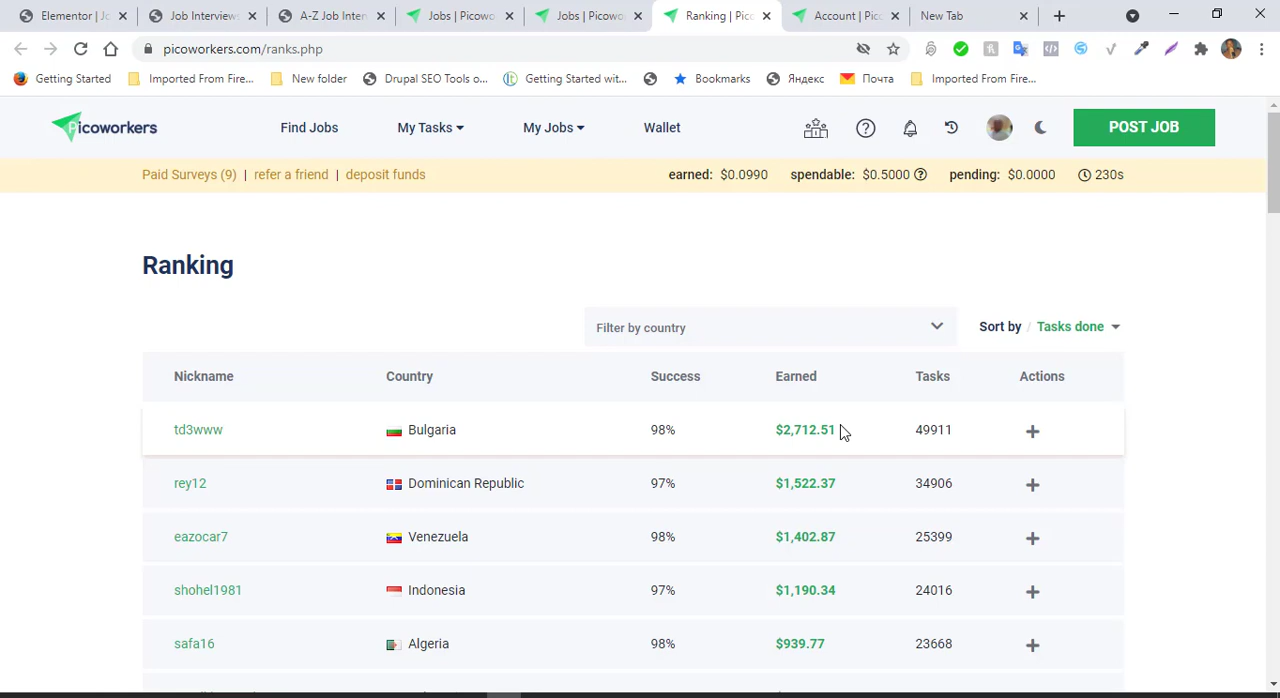 Elementor | Jo
Job Interview
A-Z Job Inter
Jobs | Picowo
Jobs | Picowo
Ranking | Pic
Account | Pic
New Tab
picoworkers.com/ranks.php
Getting Started
Imported From Fire...
New folder
Drupal SEO Tools o...
Getting Started wit...
Bookmarks
Яндекс
Почта
Imported From Fire...
Picoworkers
Find Jobs
My Tasks
My Jobs
Wallet
POST JOB
Paid Surveys (9) | refer a friend | deposit funds
earned: $0.0990 spendable: $0.5000 pending: $0.0000 230s
Ranking
Filter by country
Sort by / Tasks done
Nickname Country Success Earned Tasks Actions
td3www Bulgaria 98% $2,712.51 49911
rey12 Dominican Republic 97% $1,522.37 34906
eazocar7 Venezuela 98% $1,402.87 25399
shohel1981 Indonesia 97% $1,190.34 24016
safa16 Algeria 98% $939.77 23668